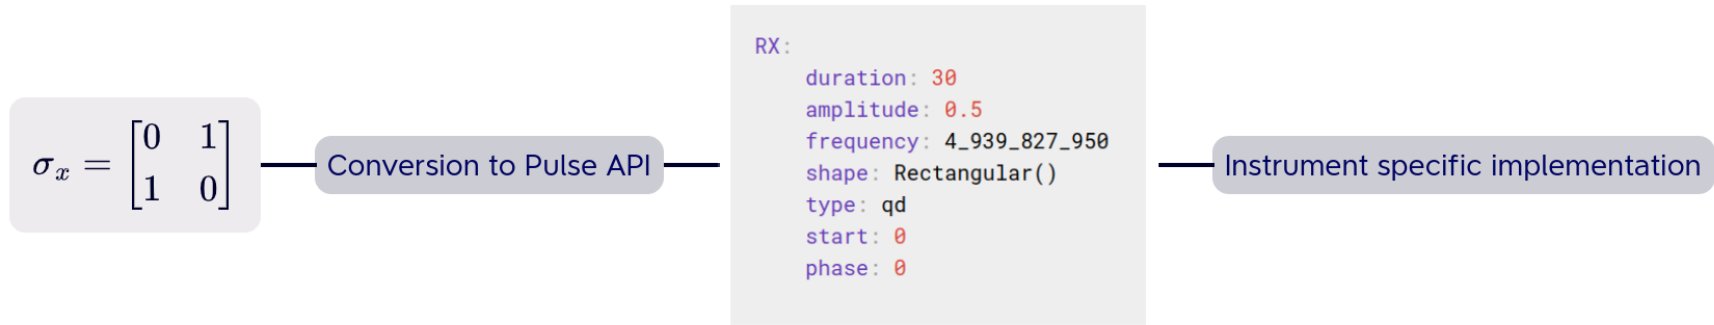 σₓ = [0 1
1 0]
Conversion to Pulse API
RX:
duration: 30
amplitude: 0.5
frequency: 4_939_827_950
shape: Rectangular()
type: qd
start: 0
phase: 0
Instrument specific implementation